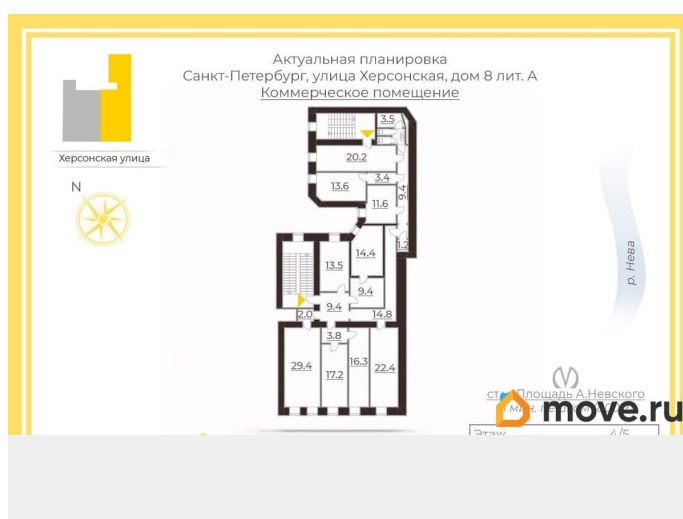 Актуальная планировка
Санкт-Петербург, улица Херсонская, дом 8 лит. А
Коммерческое помещение
Херсонская улица
N
3.5
20.2
3.4
13.6
9.4
11.6
1.2
14.4
13.5
9.4
9.4
2.0
14.8
3.8
29.4
16.3
22.4
17.2
р. Нева
ст. Площадь А.Невского
мин.
move.ru
Этаж 4/5